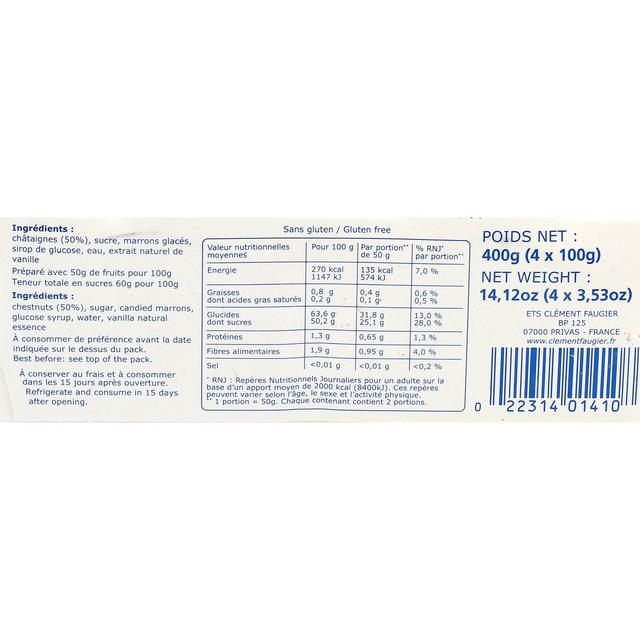 Ingrédients :
châtaignes (50%), sucre, marrons glacés,
sirop de glucose, eau, extrait naturel de
vanille
Préparé avec 50g de fruits pour 100g
Teneur totale en sucres 60g pour 100g
Ingrédients :
chestnuts (50%), sugar, candied marrons,
glucose syrup, water, vanilla natural
essence
À consommer de préférence avant la date
indiquée sur le dessus du pack.
Best before: see top of the pack.
À conserver au frais et à consommer
dans les 15 jours après ouverture.
Refrigerate and consume in 15 days
after opening.
Sans gluten / Gluten free
Valeur nutritionnelles moyennes Pour 100 g Par portion** de 50 g % RNJ* par portion**
Energie 270 kcal 135 kcal 7,0 %
1147 kJ 574 kJ
Graisses 0,8 g 0,4 g 0,6 %
dont acides gras saturés 0,2 g 0,1 g 0,5 %
Glucides 63,6 g 31,8 g 13,0 %
dont sucres 50,2 g 25,1 g 28,0 %
Protéines 1,3 g 0,65 g 1,3 %
Fibres alimentaires 1,9 g 0,95 g 4,0 %
Sel <0,01 g <0,01 g <0,2 %
* RNJ : Repères Nutritionnels Journaliers pour un adulte sur la
base d'un apport moyen de 2000 kcal (8400kJ). Ces repères
peuvent varier selon l'âge, le sexe et l'activité physique.
** 1 portion = 50g. Chaque contenant contient 2 portions.
POIDS NET :
400g (4 x 100g)
NET WEIGHT :
14,12oz (4 x 3,53oz)
ETS CLÉMENT FAUGIER
BP 125
07000 PRIVAS - FRANCE
www.clementfaugier.fr
0 22314 01410